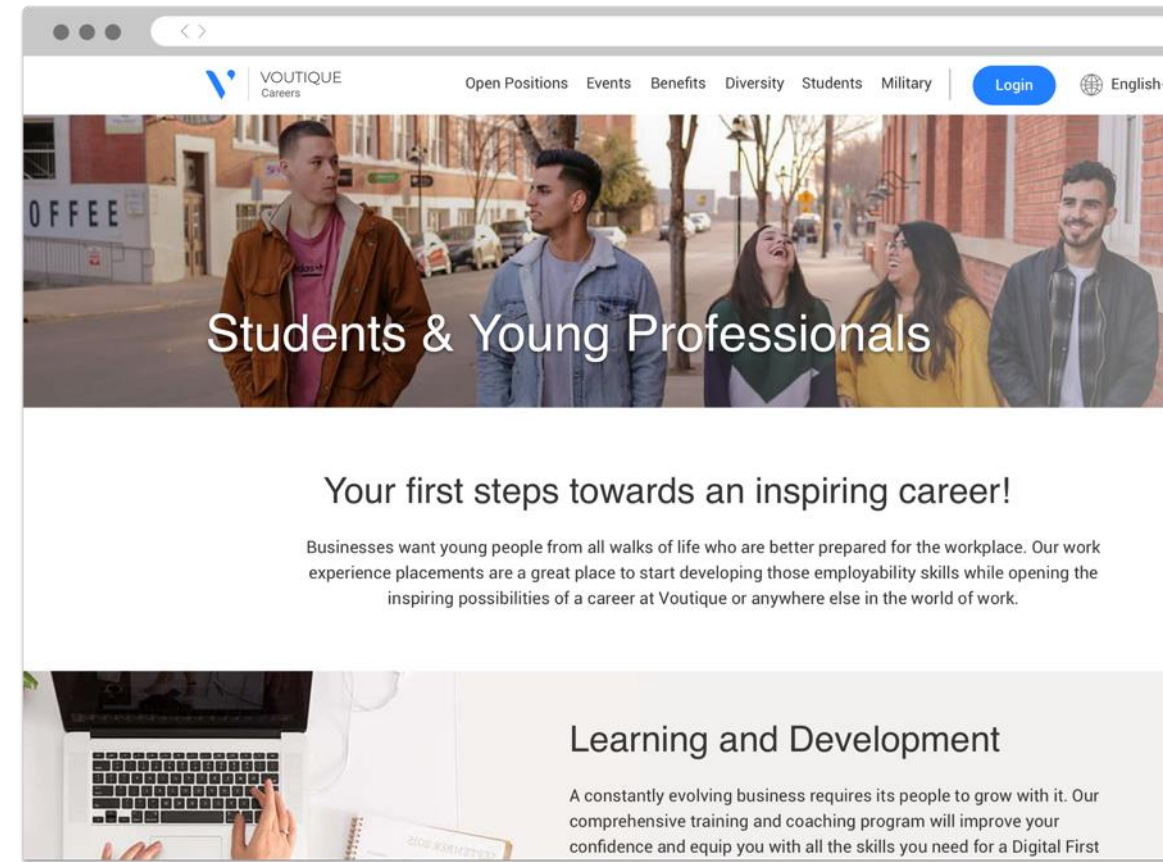 VOUTIQUE
Careers
Open Positions Events Benefits Diversity Students Military Login English
OFFEE
Students & Young Professionals
Your first steps towards an inspiring career!
Businesses want young people from all walks of life who are better prepared for the workplace. Our work
experience placements are a great place to start developing those employability skills while opening the
inspiring possibilities of a career at Voutique or anywhere else in the world of work.
Learning and Development
A constantly evolving business requires its people to grow with it. Our
comprehensive training and coaching program will improve your
confidence and equip you with all the skills you need for a Digital First